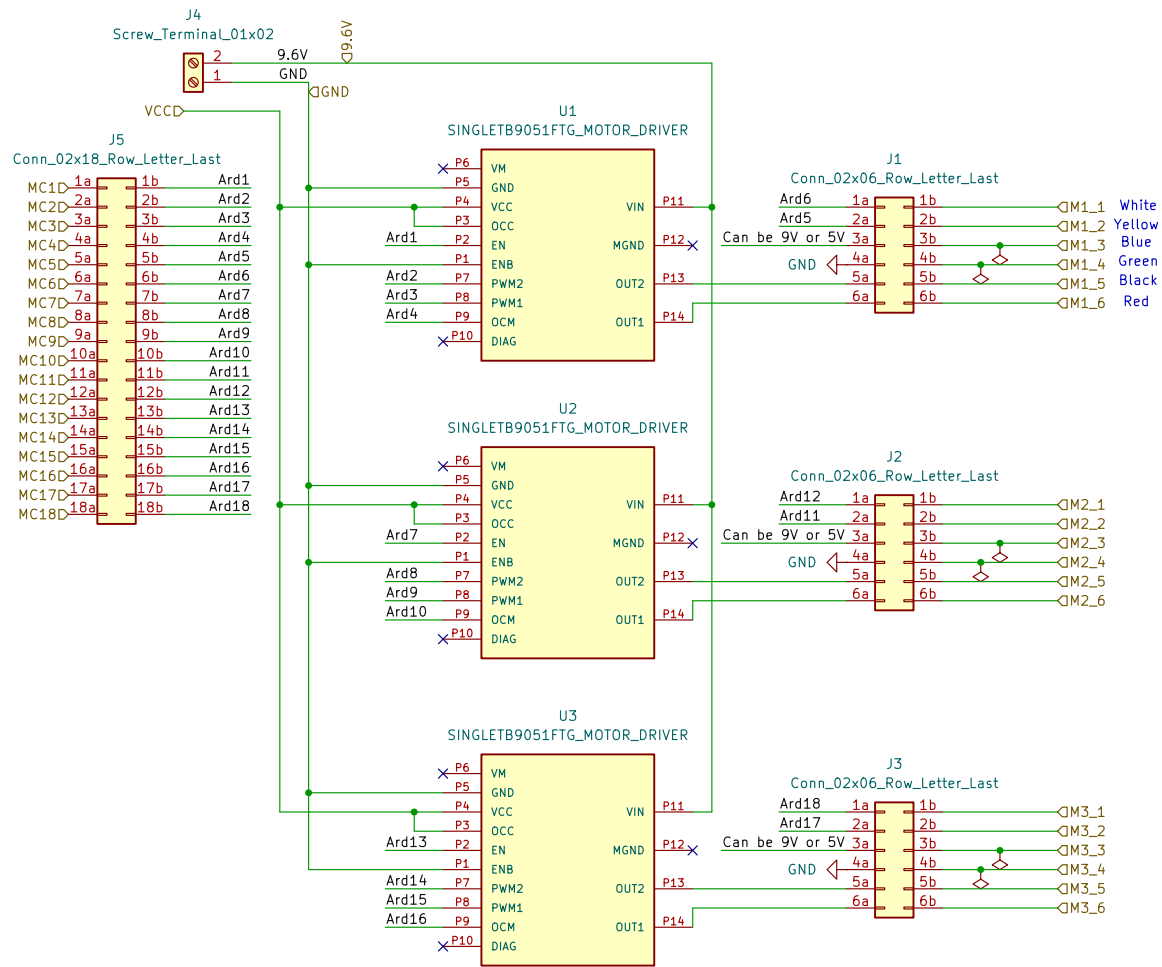 J4
Screw_Terminal_01x02
9.6V
2
9.6V
1
GND
GND
VCC
J5
Conn_02x18_Row_Letter_Last
MC1 1a 1b Ard1
MC2 2a 2b Ard2
MC3 3a 3b Ard3
MC4 4a 4b Ard4
MC5 5a 5b Ard5
MC6 6a 6b Ard6
MC7 7a 7b Ard7
MC8 8a 8b Ard8
MC9 9a 9b Ard9
MC10 10a 10b Ard10
MC11 11a 11b Ard11
MC12 12a 12b Ard12
MC13 13a 13b Ard13
MC14 14a 14b Ard14
MC15 15a 15b Ard15
MC16 16a 16b Ard16
MC17 17a 17b Ard17
MC18 18a 18b Ard18
U1
SINGLETB9051FTG_MOTOR_DRIVER
P6 VM
P5 GND
P4 VCC VIN P11
P3 OCC
Ard1 P2 EN MGND P12
P1 ENB
Ard2 P7 PWM2 OUT2 P13
Ard3 P8 PWM1
Ard4 P9 OCM OUT1 P14
P10 DIAG
J1
Conn_02x06_Row_Letter_Last
Ard6 1a 1b M1_1 White
Ard5 2a 2b M1_2 Yellow
Can be 9V or 5V 3a 3b M1_3 Blue
GND 4a 4b M1_4 Green
5a 5b M1_5 Black
6a 6b M1_6 Red
U2
SINGLETB9051FTG_MOTOR_DRIVER
P6 VM
P5 GND
P4 VCC VIN P11
P3 OCC
Ard7 P2 EN MGND P12
P1 ENB
Ard8 P7 PWM2 OUT2 P13
Ard9 P8 PWM1
Ard10 P9 OCM OUT1 P14
P10 DIAG
J2
Conn_02x06_Row_Letter_Last
Ard12 1a 1b M2_1
Ard11 2a 2b M2_2
Can be 9V or 5V 3a 3b M2_3
GND 4a 4b M2_4
5a 5b M2_5
6a 6b M2_6
U3
SINGLETB9051FTG_MOTOR_DRIVER
P6 VM
P5 GND
P4 VCC VIN P11
P3 OCC
Ard13 P2 EN MGND P12
P1 ENB
Ard14 P7 PWM2 OUT2 P13
Ard15 P8 PWM1
Ard16 P9 OCM OUT1 P14
P10 DIAG
J3
Conn_02x06_Row_Letter_Last
Ard18 1a 1b M3_1
Ard17 2a 2b M3_2
Can be 9V or 5V 3a 3b M3_3
GND 4a 4b M3_4
5a 5b M3_5
6a 6b M3_6